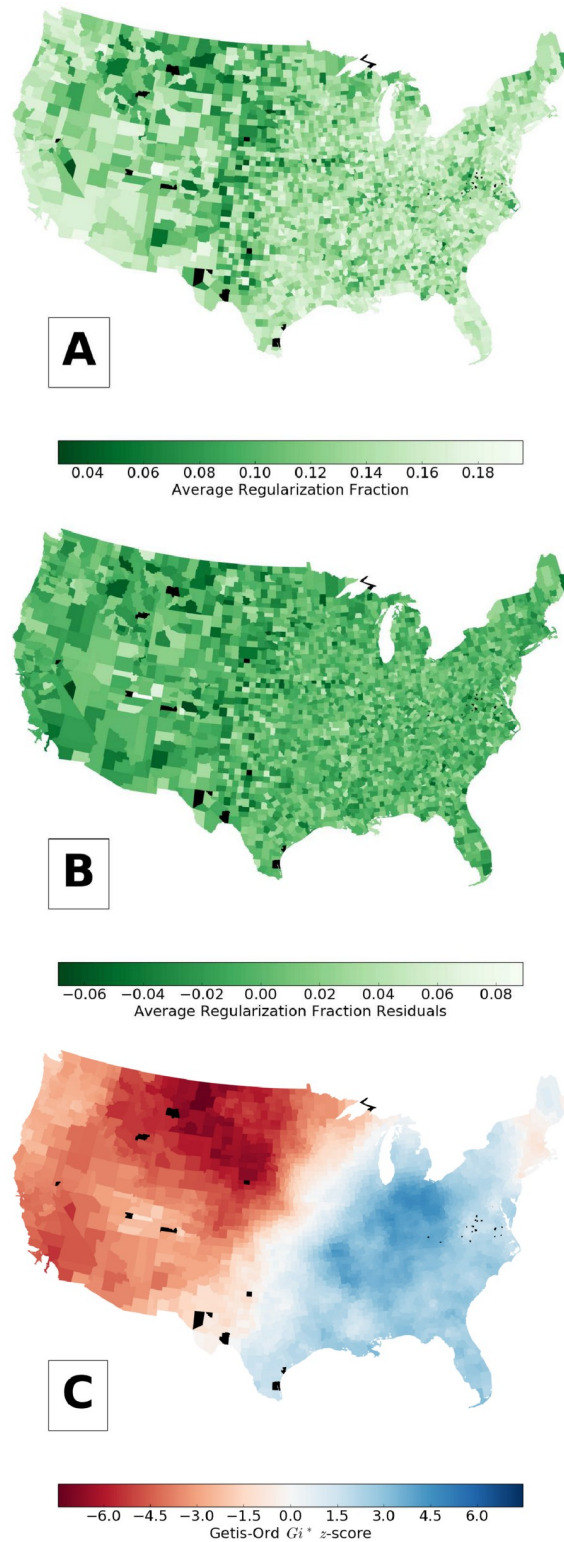 A
0.04 0.06 0.08 0.10 0.12 0.14 0.16 0.18
Average Regularization Fraction
B
−0.06 −0.04 −0.02 0.00 0.02 0.04 0.06 0.08
Average Regularization Fraction Residuals
C
−6.0 −4.5 −3.0 −1.5 0.0 1.5 3.0 4.5 6.0
Getis-Ord Gi* z-score